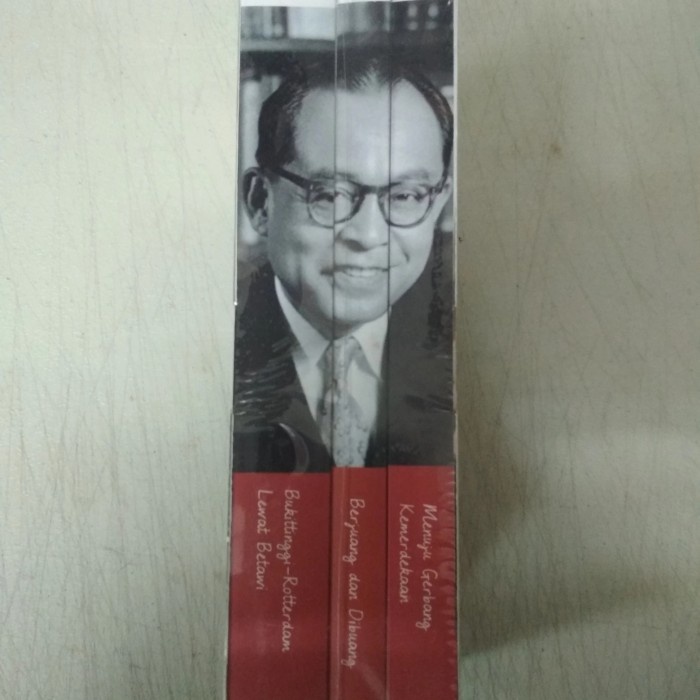 Bukittinggi-Rotterdam
Lewat Betawi
Berjuang dan Dibuang
Menuju Gerbang
Kemerdekaan